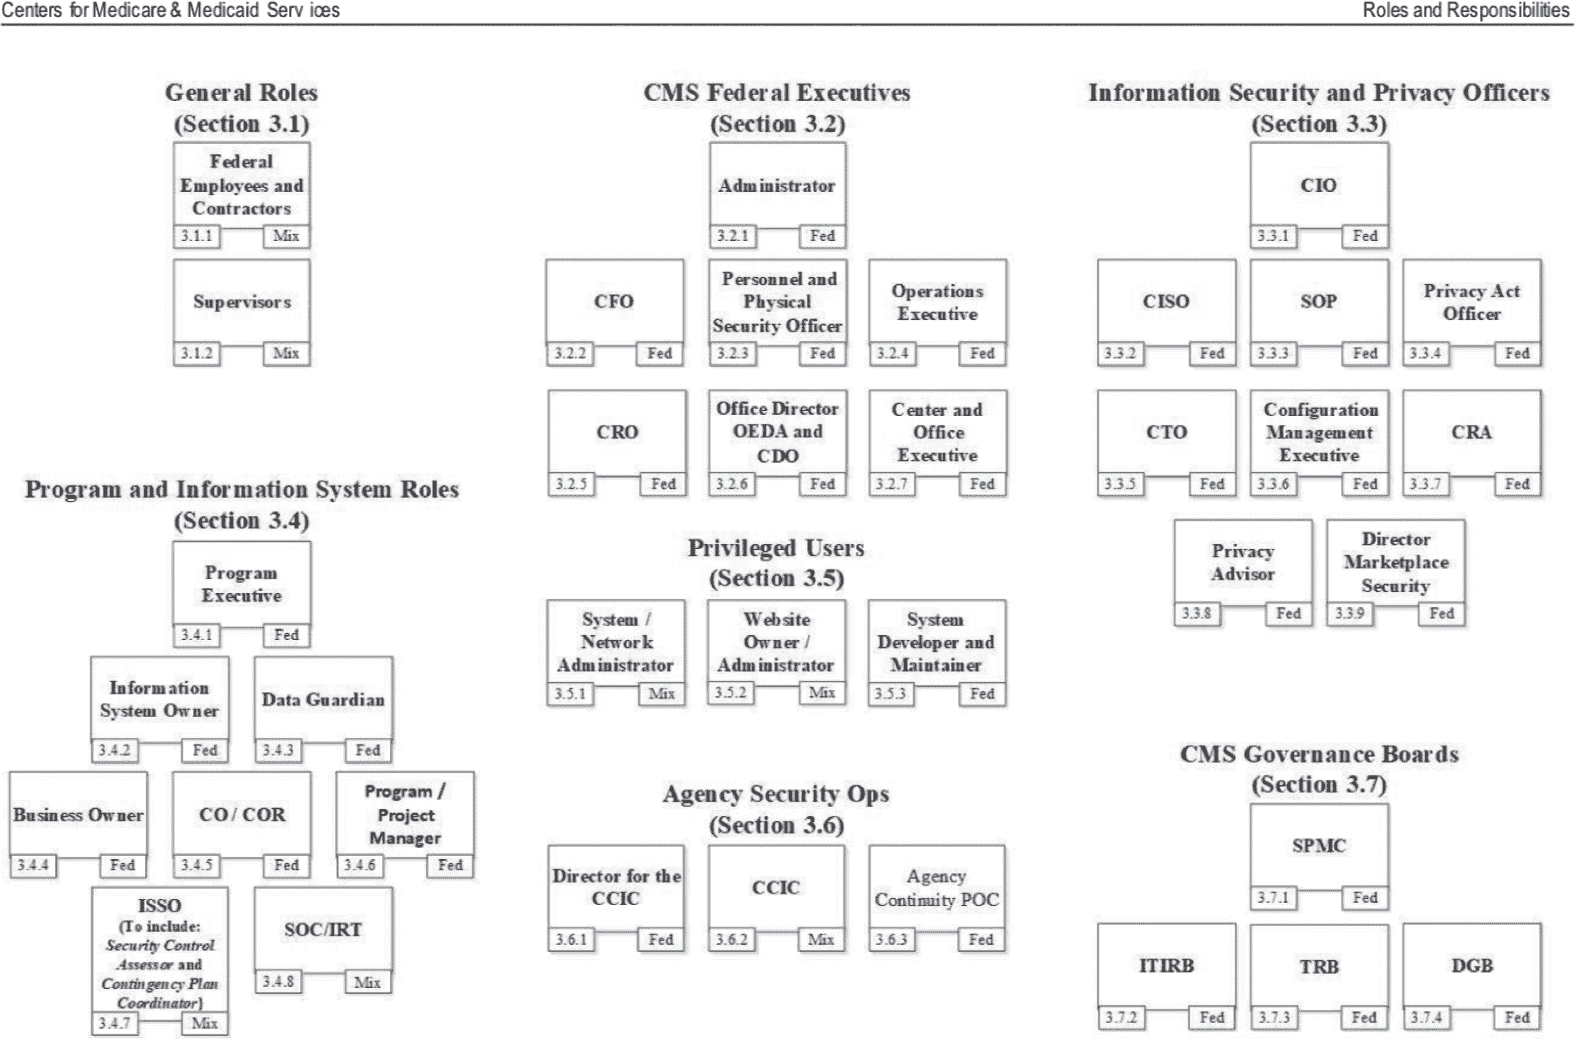 Centers for Medicare & Medicaid Serv ices
Roles and Responsibilities
General Roles
(Section 3.1)
Federal
Employees and
Contractors
3.1.1
Mix
Supervisors
3.1.2
Mix
CMS Federal Executives
(Section 3.2)
Administrator
3.2.1
Fed
CFO
3.2.2
Fed
Personnel and
Physical
Security Officer
3.2.3
Fed
Operations
Executive
3.2.4
Fed
CRO
3.2.5
Fed
Office Director
OEDA and
CDO
3.2.6
Fed
Center and
Office
Executive
3.2.7
Fed
Information Security and Privacy Officers
(Section 3.3)
CIO
3.3.1
Fed
CISO
3.3.2
Fed
SOP
3.3.3
Fed
Privacy Act
Officer
3.3.4
Fed
CTO
3.3.5
Fed
Configuration
Management
Executive
3.3.6
Fed
CRA
3.3.7
Fed
Privacy
Advisor
3.3.8
Fed
Director
Marketplace
Security
3.3.9
Fed
Program and Information System Roles
(Section 3.4)
Program
Executive
3.4.1
Fed
Information
System Owner
3.4.2
Fed
Data Guardian
3.4.3
Fed
Business Owner
3.4.4
Fed
CO / COR
3.4.5
Fed
Program /
Project
Manager
3.4.6
Fed
ISSO
(To include:
Security Control
Assessor and
Contingency Plan
Coordinator)
3.4.7
Mix
SOC/IRT
3.4.8
Mix
Privileged Users
(Section 3.5)
System /
Network
Administrator
3.5.1
Mix
Website
Owner /
Administrator
3.5.2
Mix
System
Developer and
Maintainer
3.5.3
Fed
Agency Security Ops
(Section 3.6)
Director for the
CCIC
3.6.1
Fed
CCIC
3.6.2
Mix
Agency
Continuity POC
3.6.3
Fed
CMS Governance Boards
(Section 3.7)
SPMC
3.7.1
Fed
ITIRB
3.7.2
Fed
TRB
3.7.3
Fed
DGB
3.7.4
Fed